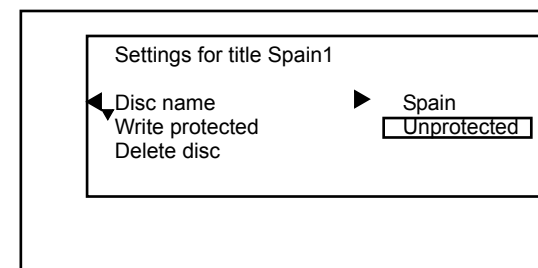 Settings for title Spain1
Disc name Spain
Write protected Unprotected
Delete disc